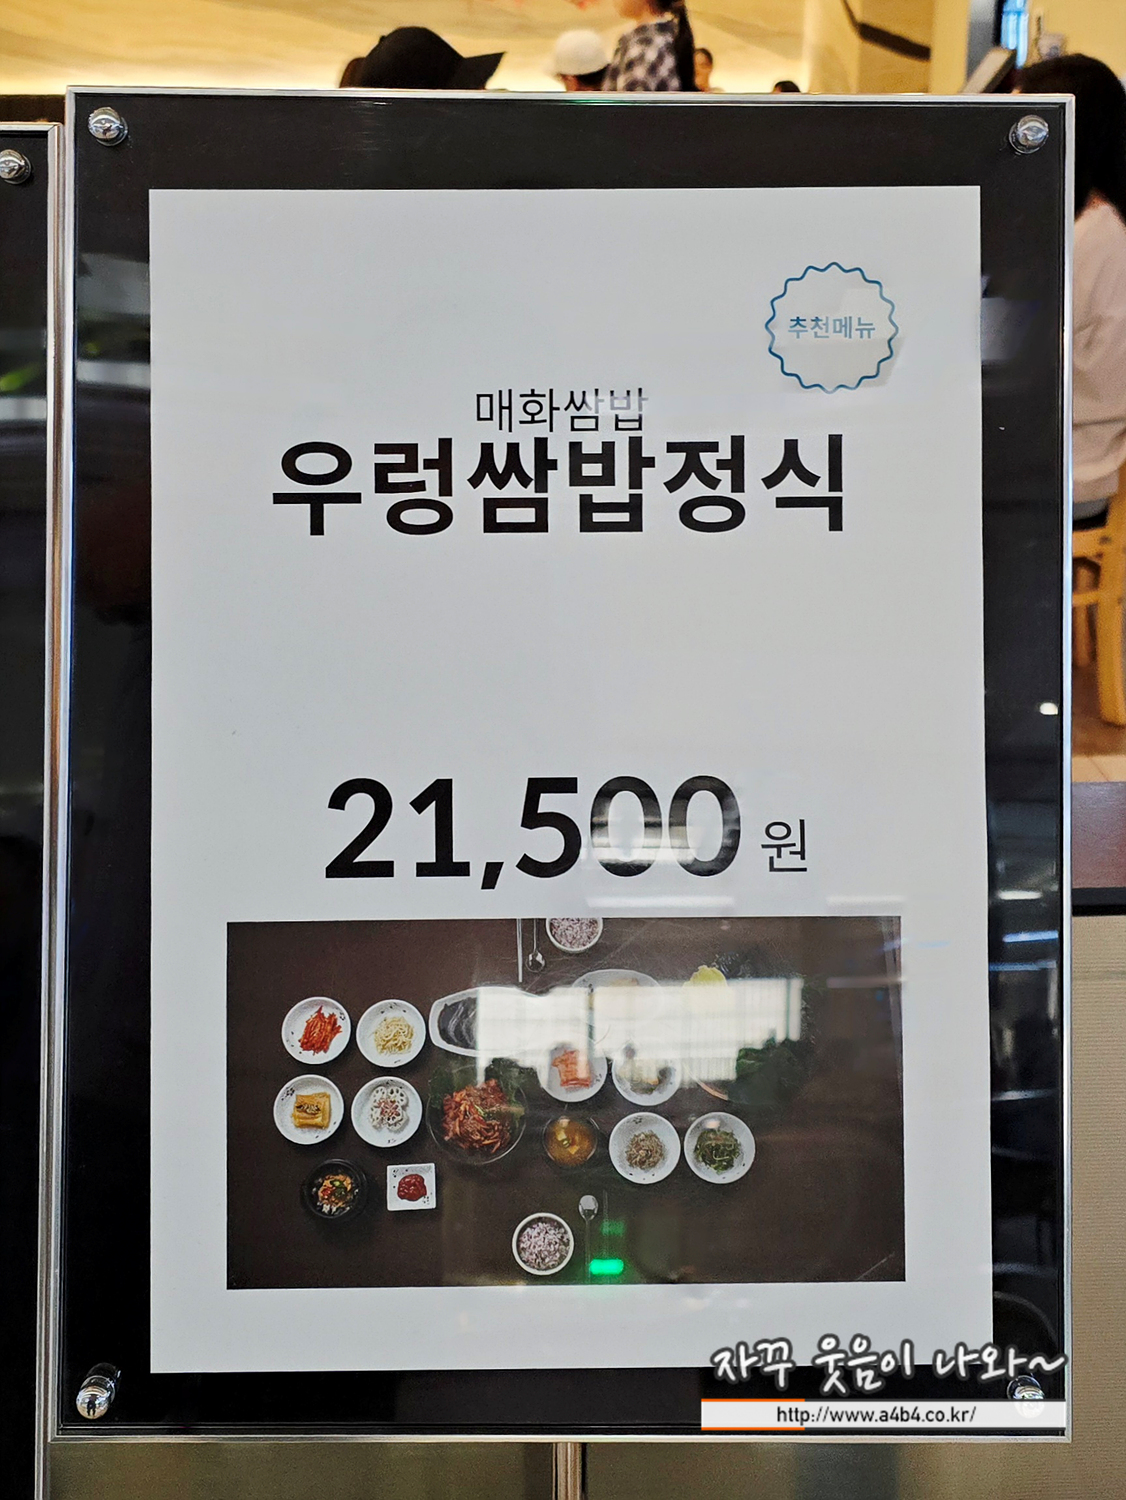 추천메뉴
매화쌈밥
우렁쌈밥정식
21,500 원
자꾸 웃음이 나와~
http://www.a4b4.co.kr/